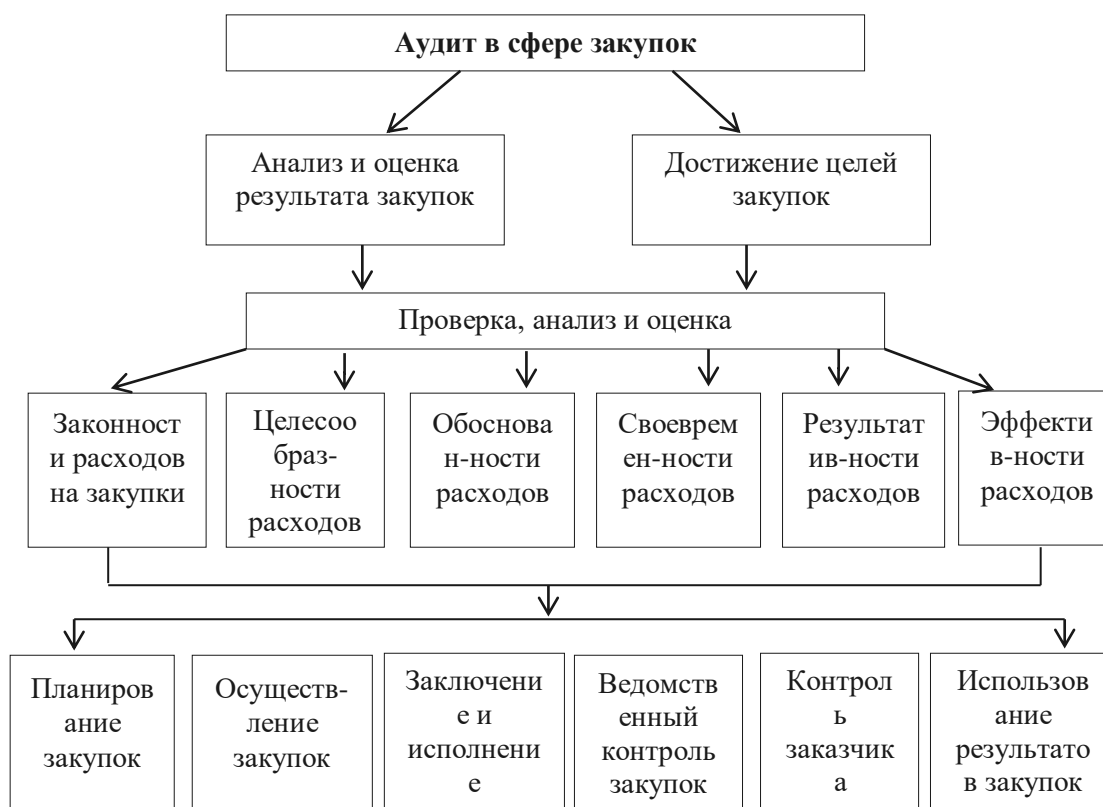 Аудит в сфере закупок
Анализ и оценка
результата закупок
Достижение целей
закупок
Проверка, анализ и оценка
Законност
и расходов
на закупки
Целесоо
браз-
ности
расходов
Обоснова
н-ности
расходов
Своеврем
ен-ности
расходов
Результат
ив-ности
расходов
Эффекти
в-ности
расходов
Планиров
ание
закупок
Осуществ-
ление
закупок
Заключени
е и
исполнени
е
Ведомств
енный
контроль
закупок
Контрол
ь
заказчик
а
Использов
ание
результато
в закупок